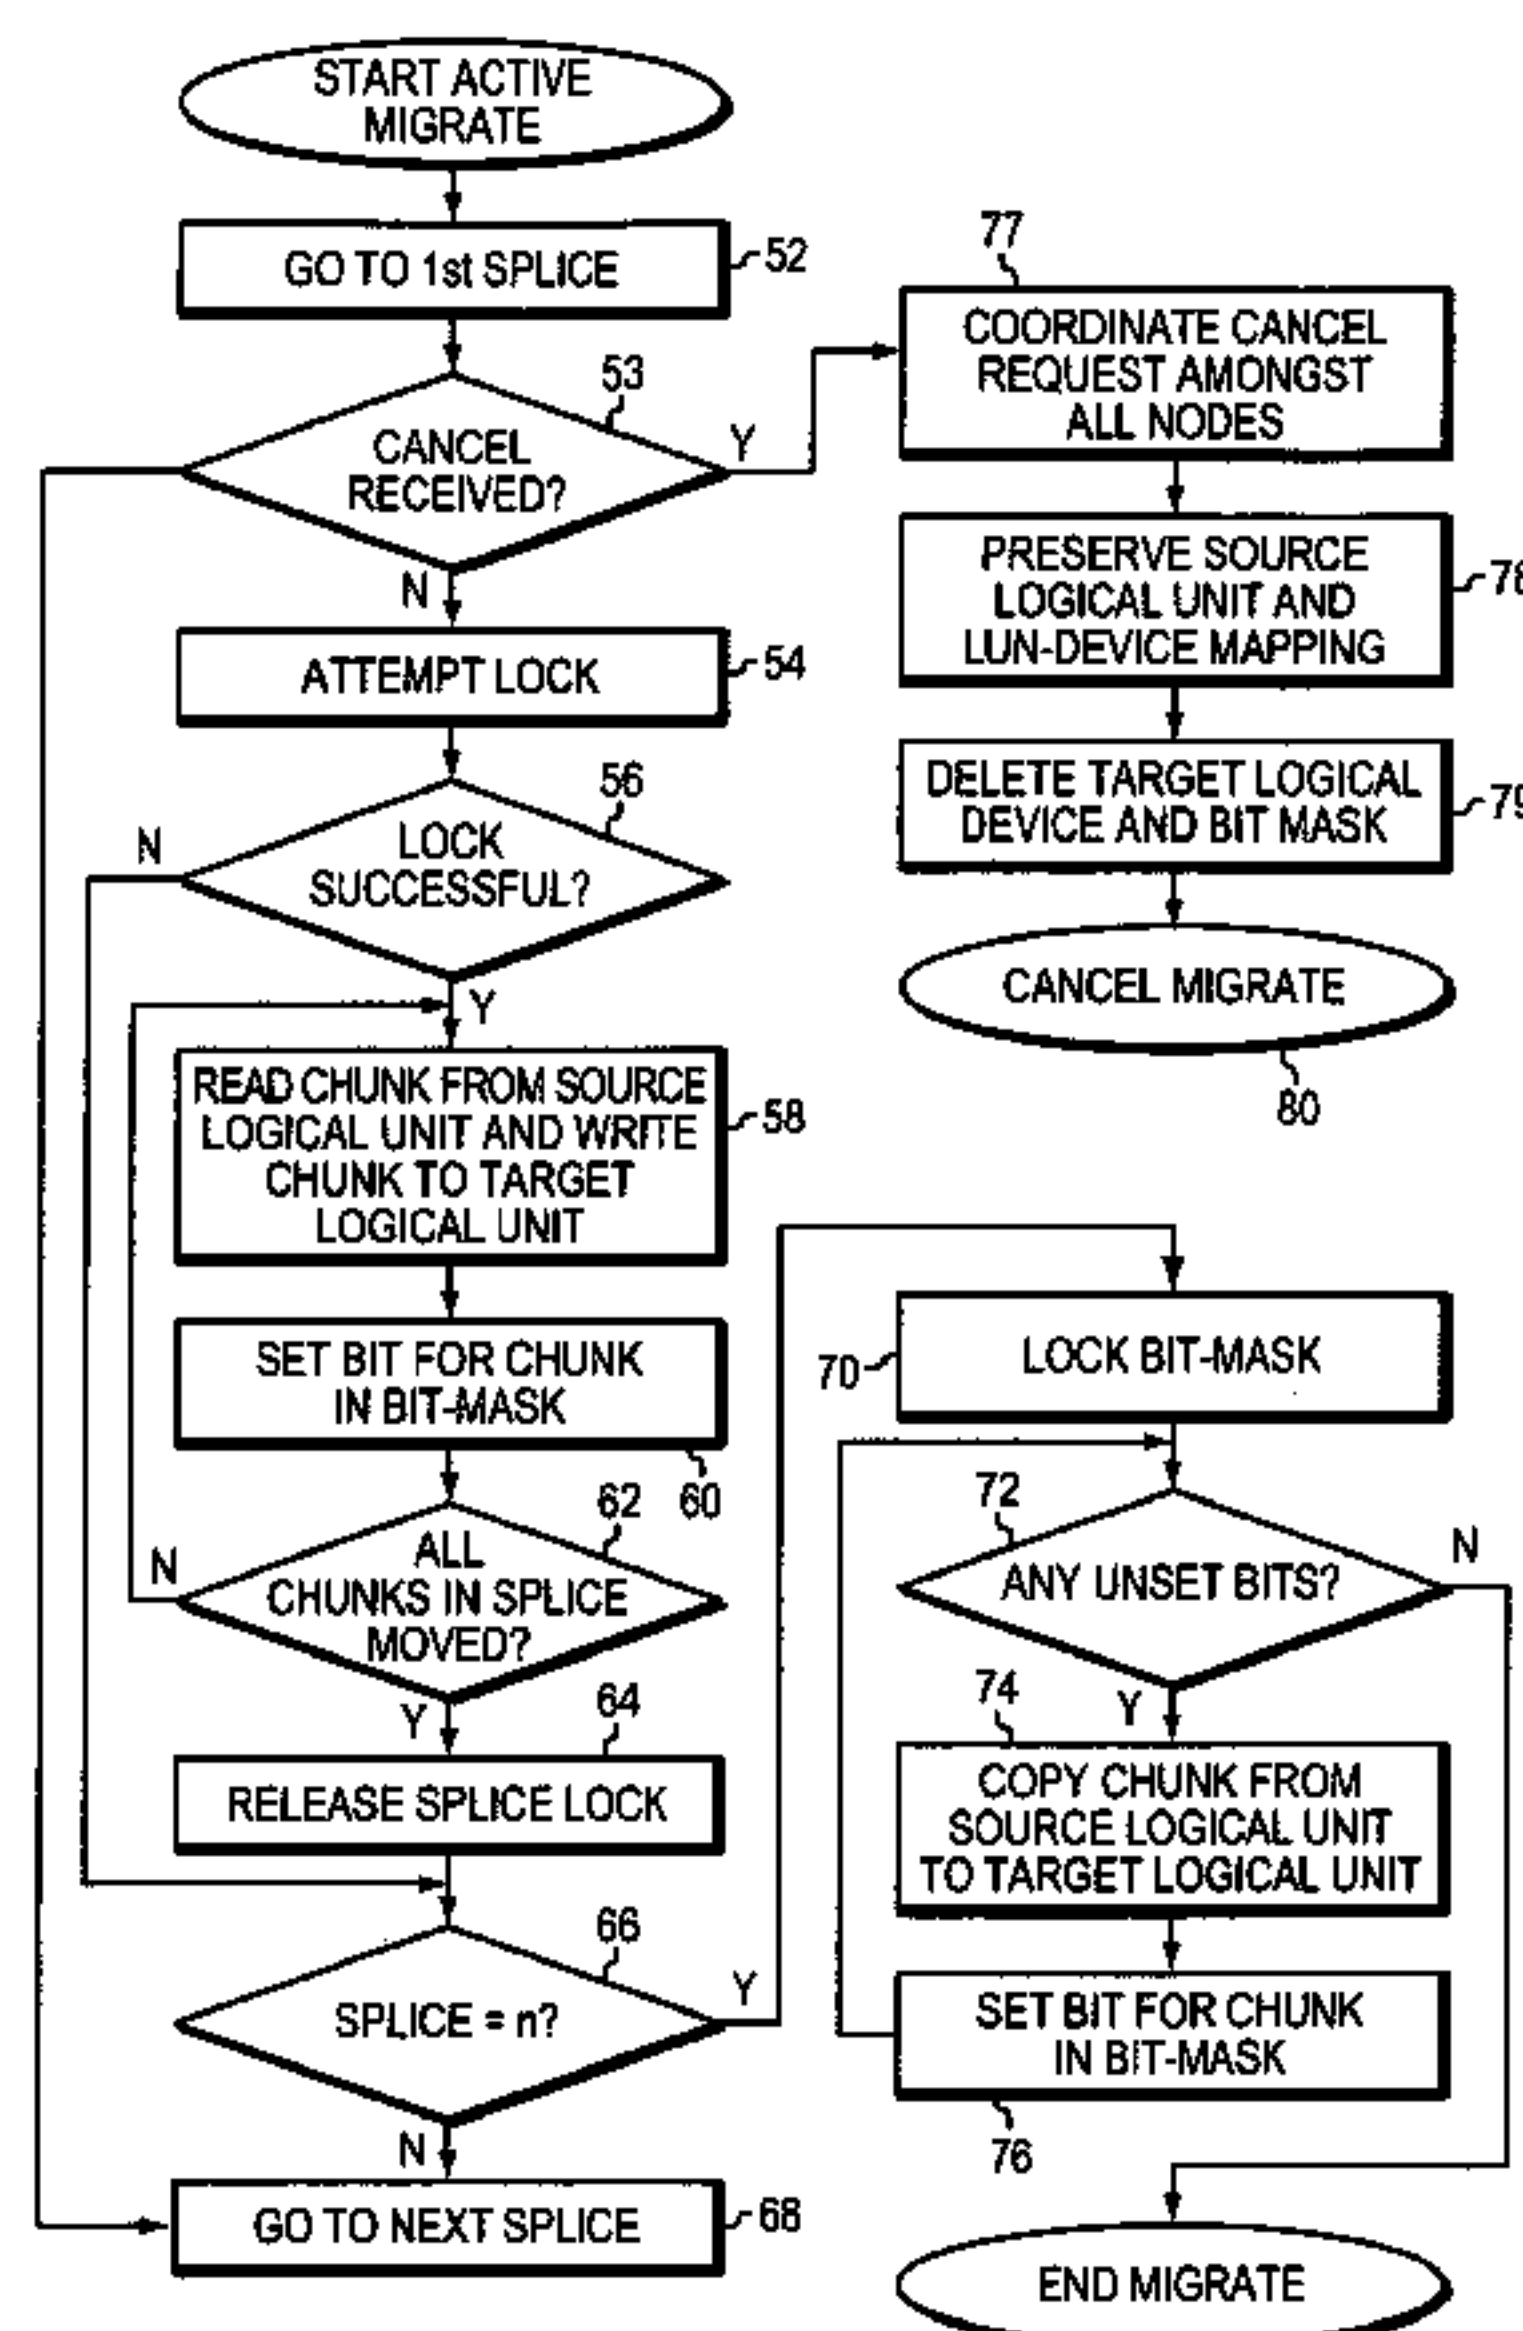 START ACTIVE
MIGRATE
GO TO 1st SPLICE
52
53
CANCEL
RECEIVED?
Y
N
ATTEMPT LOCK
54
56
LOCK
SUCCESSFUL?
N
Y
READ CHUNK FROM SOURCE
LOGICAL UNIT AND WRITE
CHUNK TO TARGET
LOGICAL UNIT
58
SET BIT FOR CHUNK
IN BIT-MASK
60
62
ALL
CHUNKS IN SPLICE
MOVED?
N
Y
64
RELEASE SPLICE LOCK
66
SPLICE = n?
Y
N
GO TO NEXT SPLICE
68
77
COORDINATE CANCEL
REQUEST AMONGST
ALL NODES
PRESERVE SOURCE
LOGICAL UNIT AND
LUN-DEVICE MAPPING
78
DELETE TARGET LOGICAL
DEVICE AND BIT MASK
79
CANCEL MIGRATE
80
LOCK BIT-MASK
70
72
ANY UNSET BITS?
N
Y
74
COPY CHUNK FROM
SOURCE LOGICAL UNIT
TO TARGET LOGICAL UNIT
SET BIT FOR CHUNK
IN BIT-MASK
76
END MIGRATE